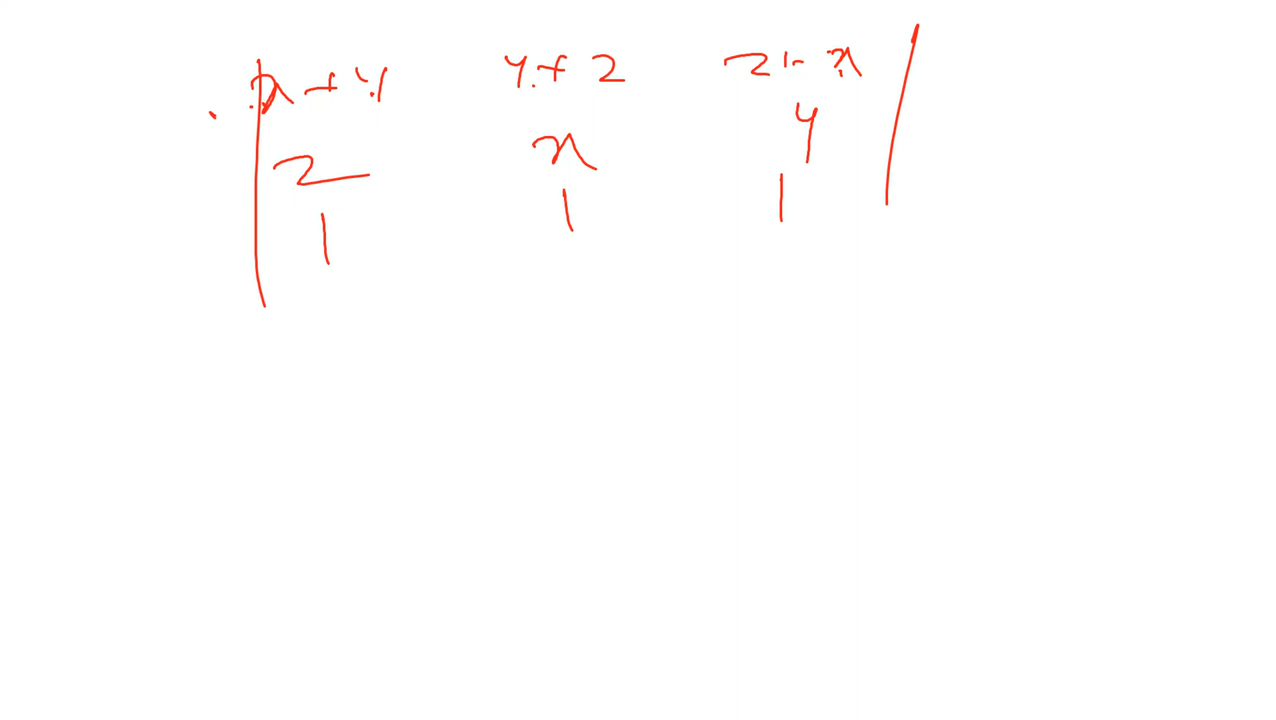 | x + y y + z z + x |
z x y
1 1 1